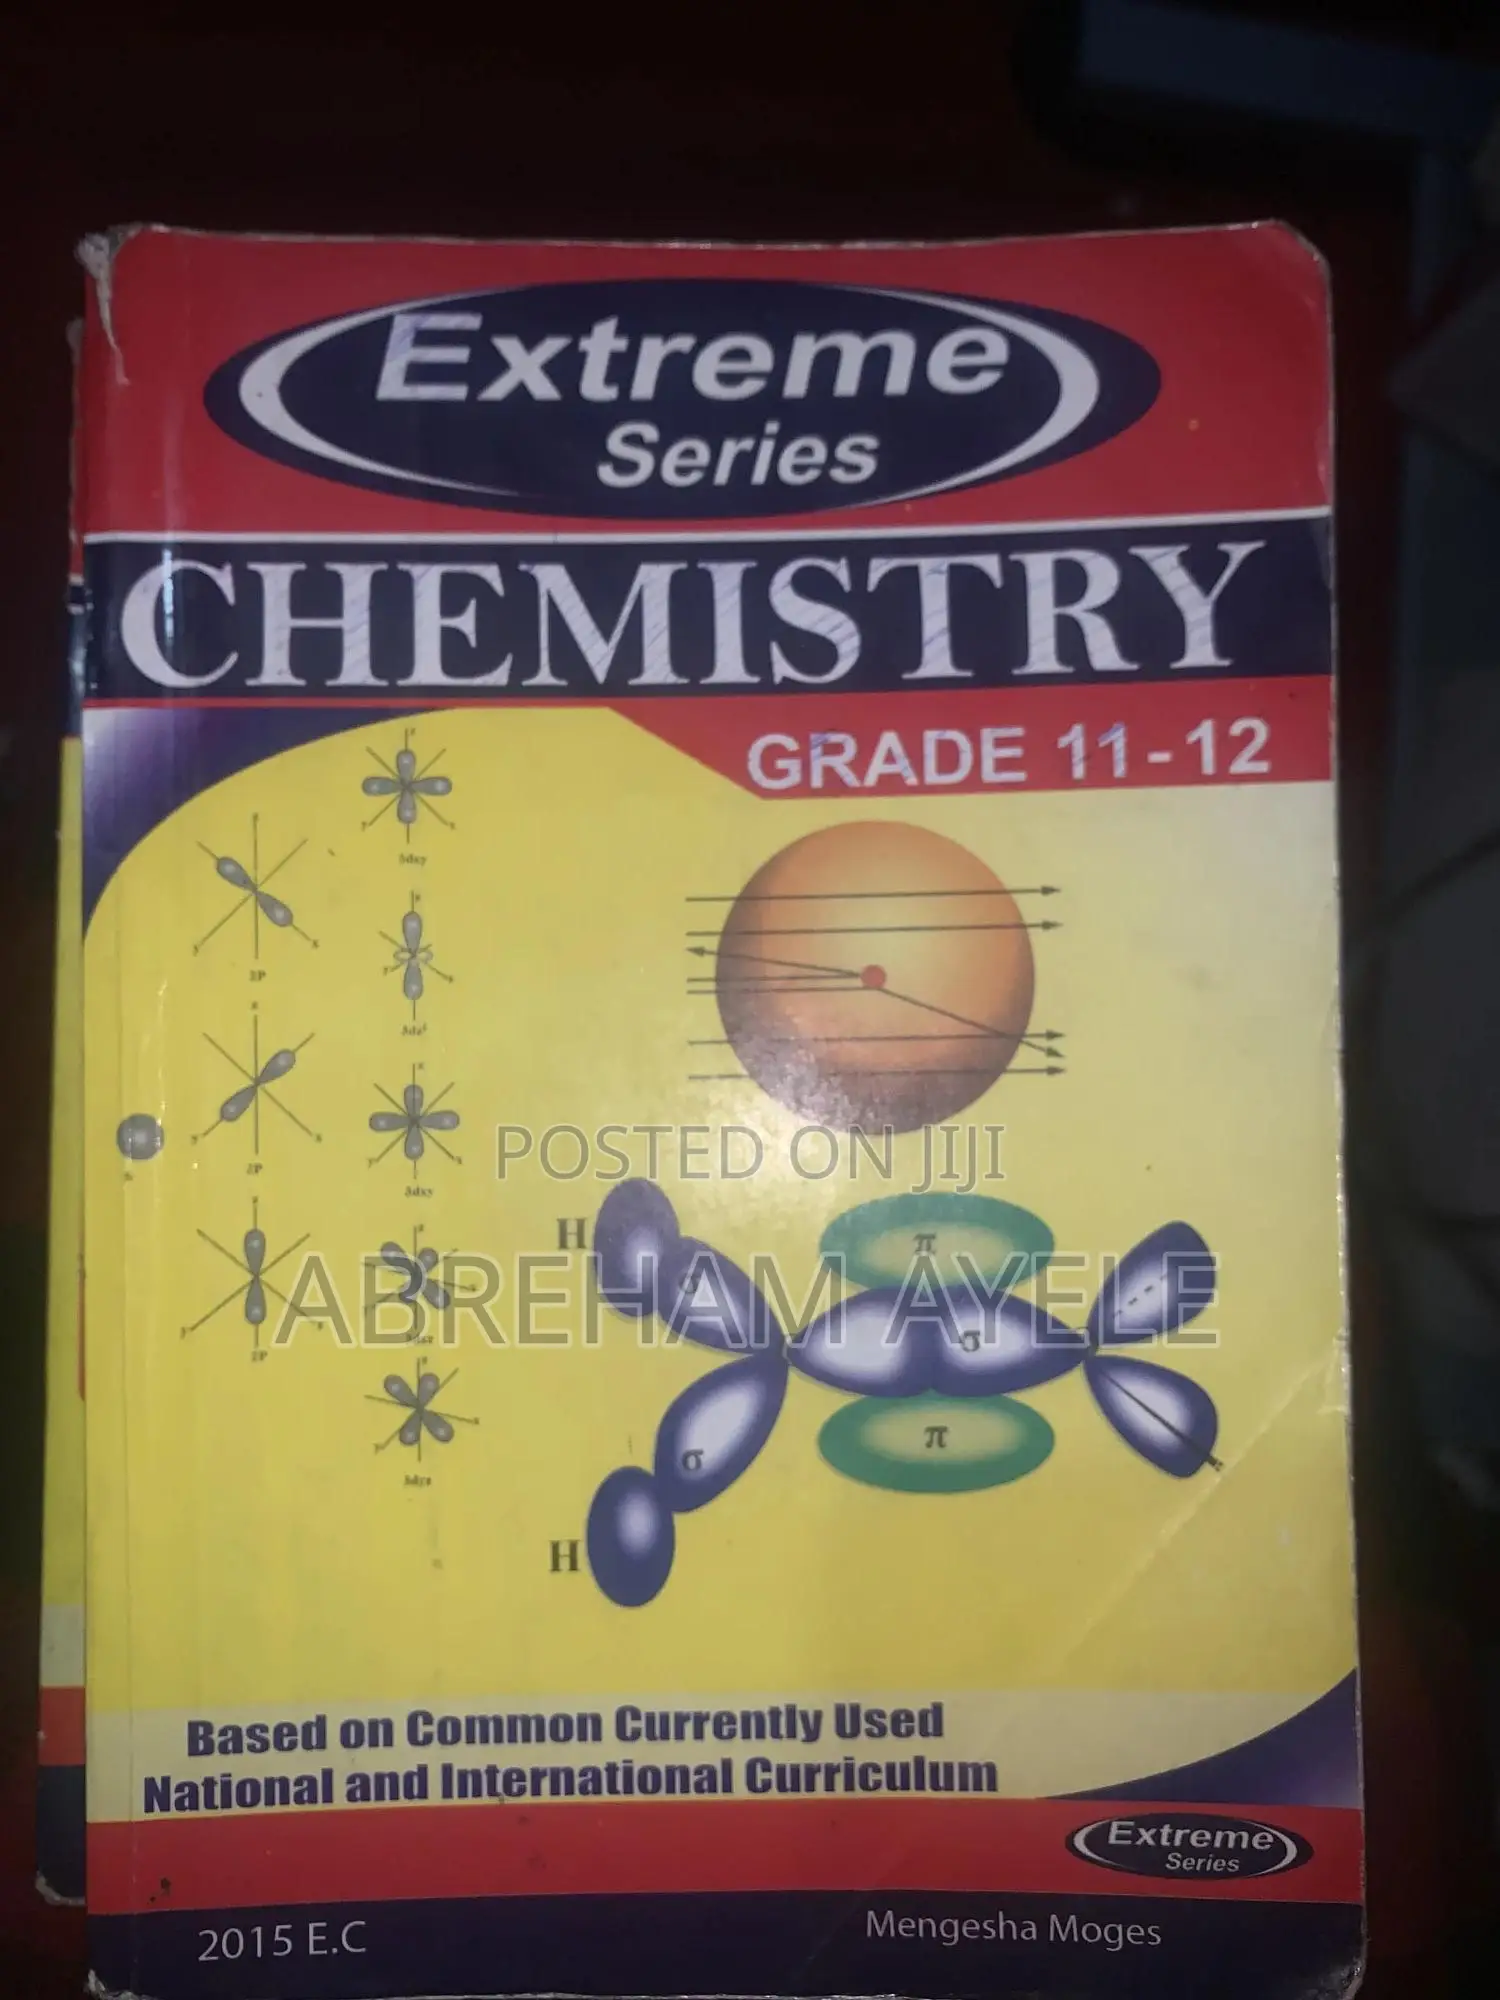 Extreme
Series
CHEMISTRY
GRADE 11-12
POSTED ON JIJI
H
π
ABREHAM AYELE
σ
σ
π
σ
H
Based on Common Currently Used
National and International Curriculum
Extreme
Series
2015 E.C
Mengesha Moges